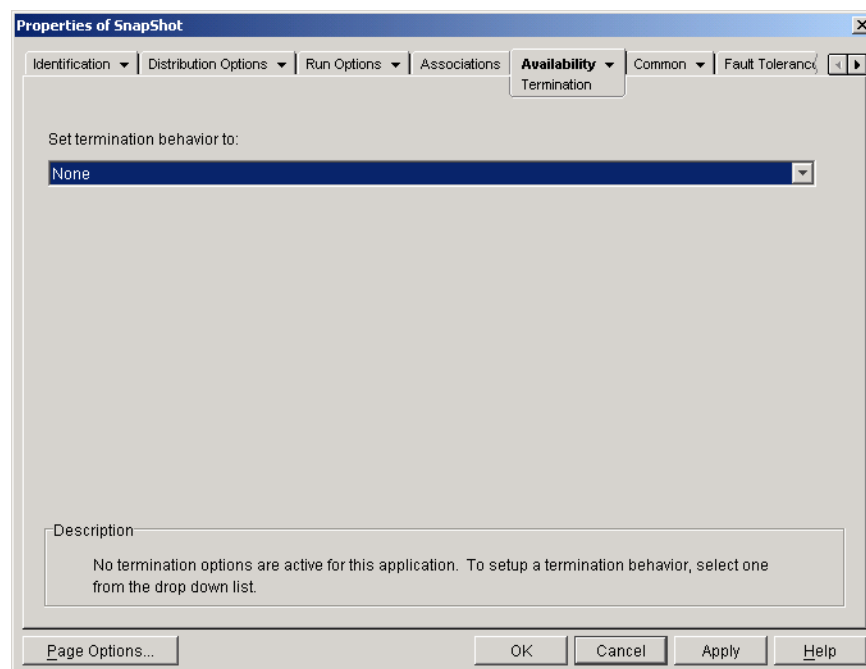 Properties of SnapShot
Identification Distribution Options Run Options Associations Availability Common Fault Toleranc
Termination
Set termination behavior to:
None
Description
No termination options are active for this application. To setup a termination behavior, select one
from the drop down list.
Page Options... OK Cancel Apply Help